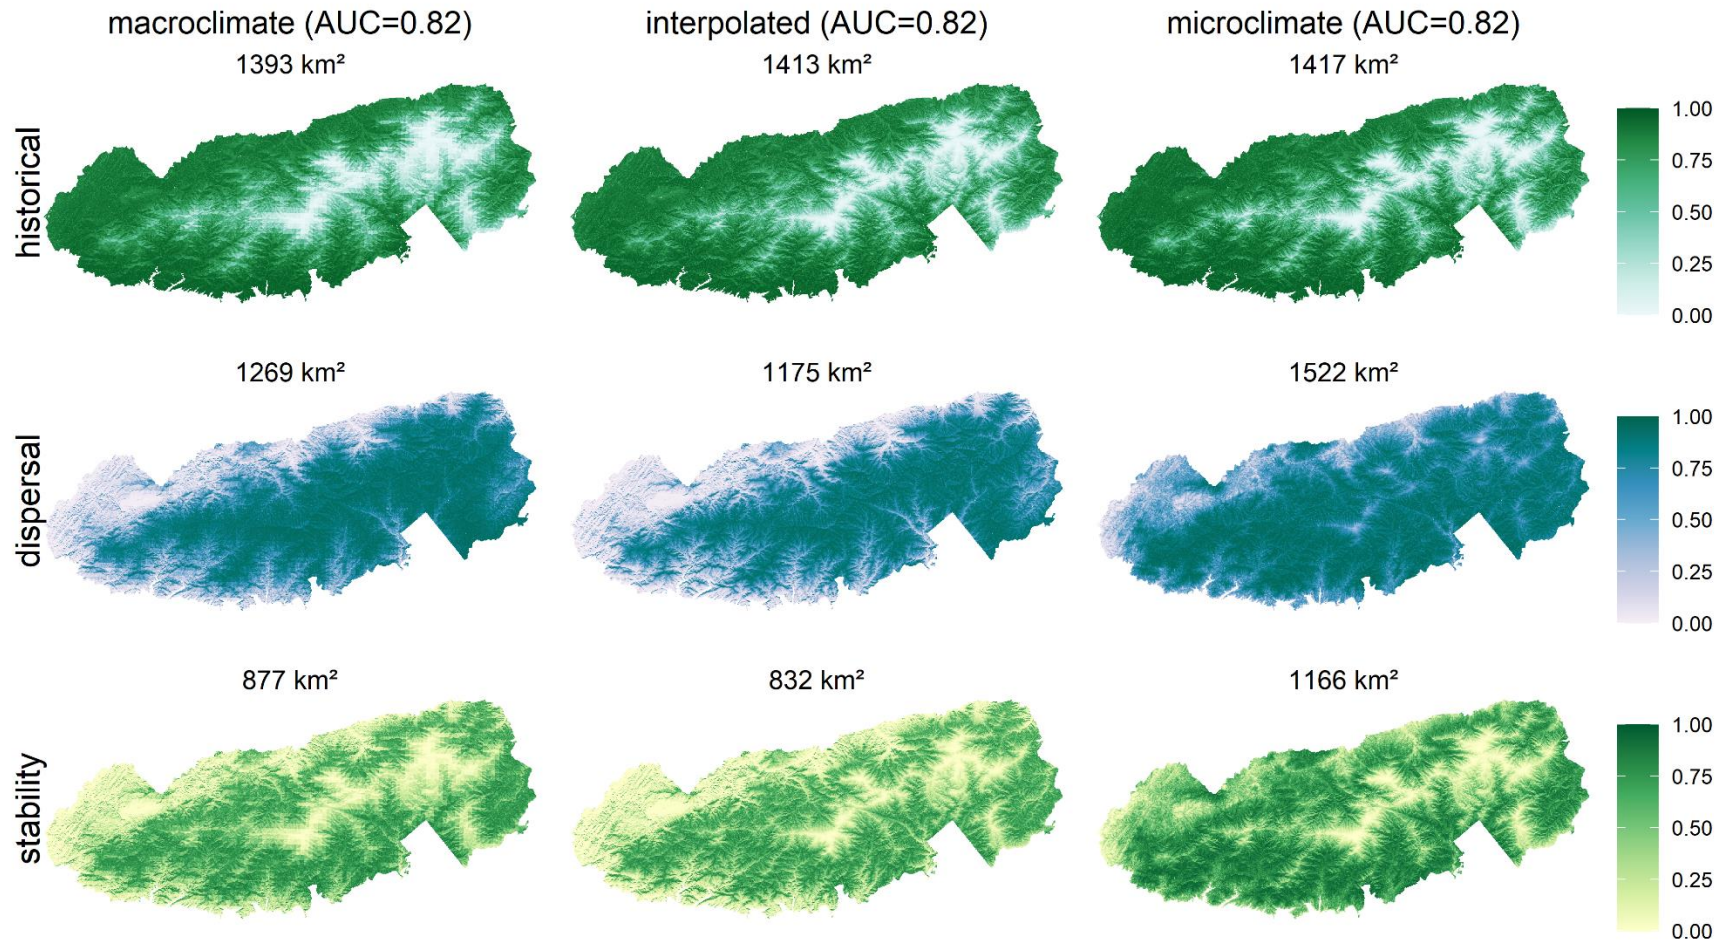 macroclimate (AUC=0.82)
interpolated (AUC=0.82)
microclimate (AUC=0.82)
1393 km²
1413 km²
1417 km²
historical
1.00
0.75
0.50
0.25
0.00
1269 km²
1175 km²
1522 km²
dispersal
1.00
0.75
0.50
0.25
0.00
877 km²
832 km²
1166 km²
stability
1.00
0.75
0.50
0.25
0.00